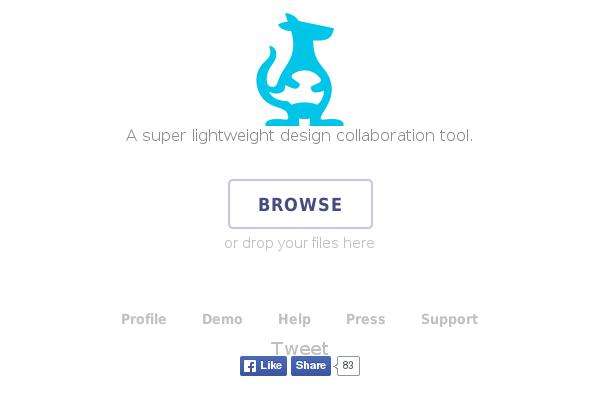 A super lightweight design collaboration tool.
BROWSE
or drop your files here
Profile Demo Help Press Support
Tweet
Like Share 83